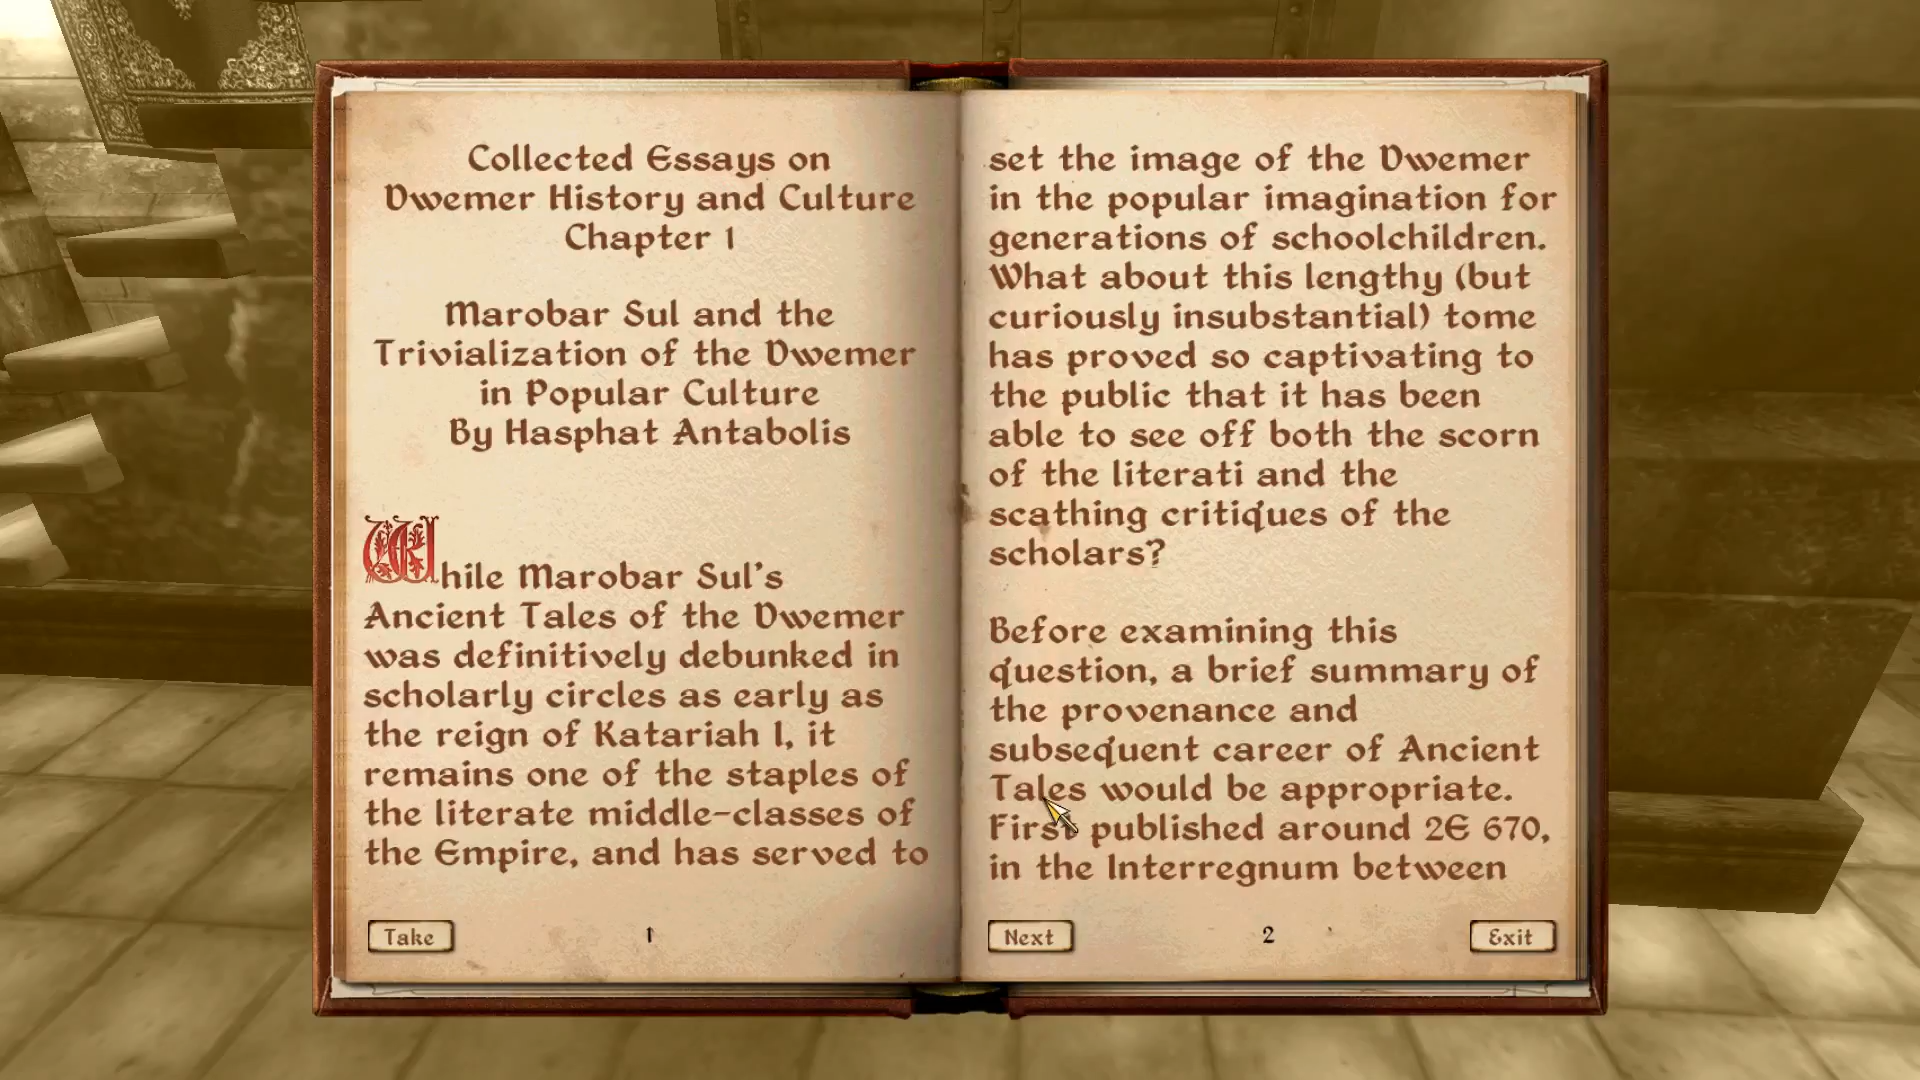 Collected Essays on
Dwemer History and Culture
Chapter 1
Marobar Sul and the
Trivialization of the Dwemer
in Popular Culture
By Hasphat Antabolis
While Marobar Sul's
Ancient Tales of the Dwemer
was definitively debunked in
scholarly circles as early as
the reign of Katariah I, it
remains one of the staples of
the literate middle-classes of
the Empire, and has served to
Take
1
set the image of the Dwemer
in the popular imagination for
generations of schoolchildren.
What about this lengthy (but
curiously insubstantial) tome
has proved so captivating to
the public that it has been
able to see off both the scorn
of the literati and the
scathing critiques of the
scholars?
Before examining this
question, a brief summary of
the provenance and
subsequent career of Ancient
Tales would be appropriate.
First published around 2E 670,
in the Interregnum between
Next
2
Exit